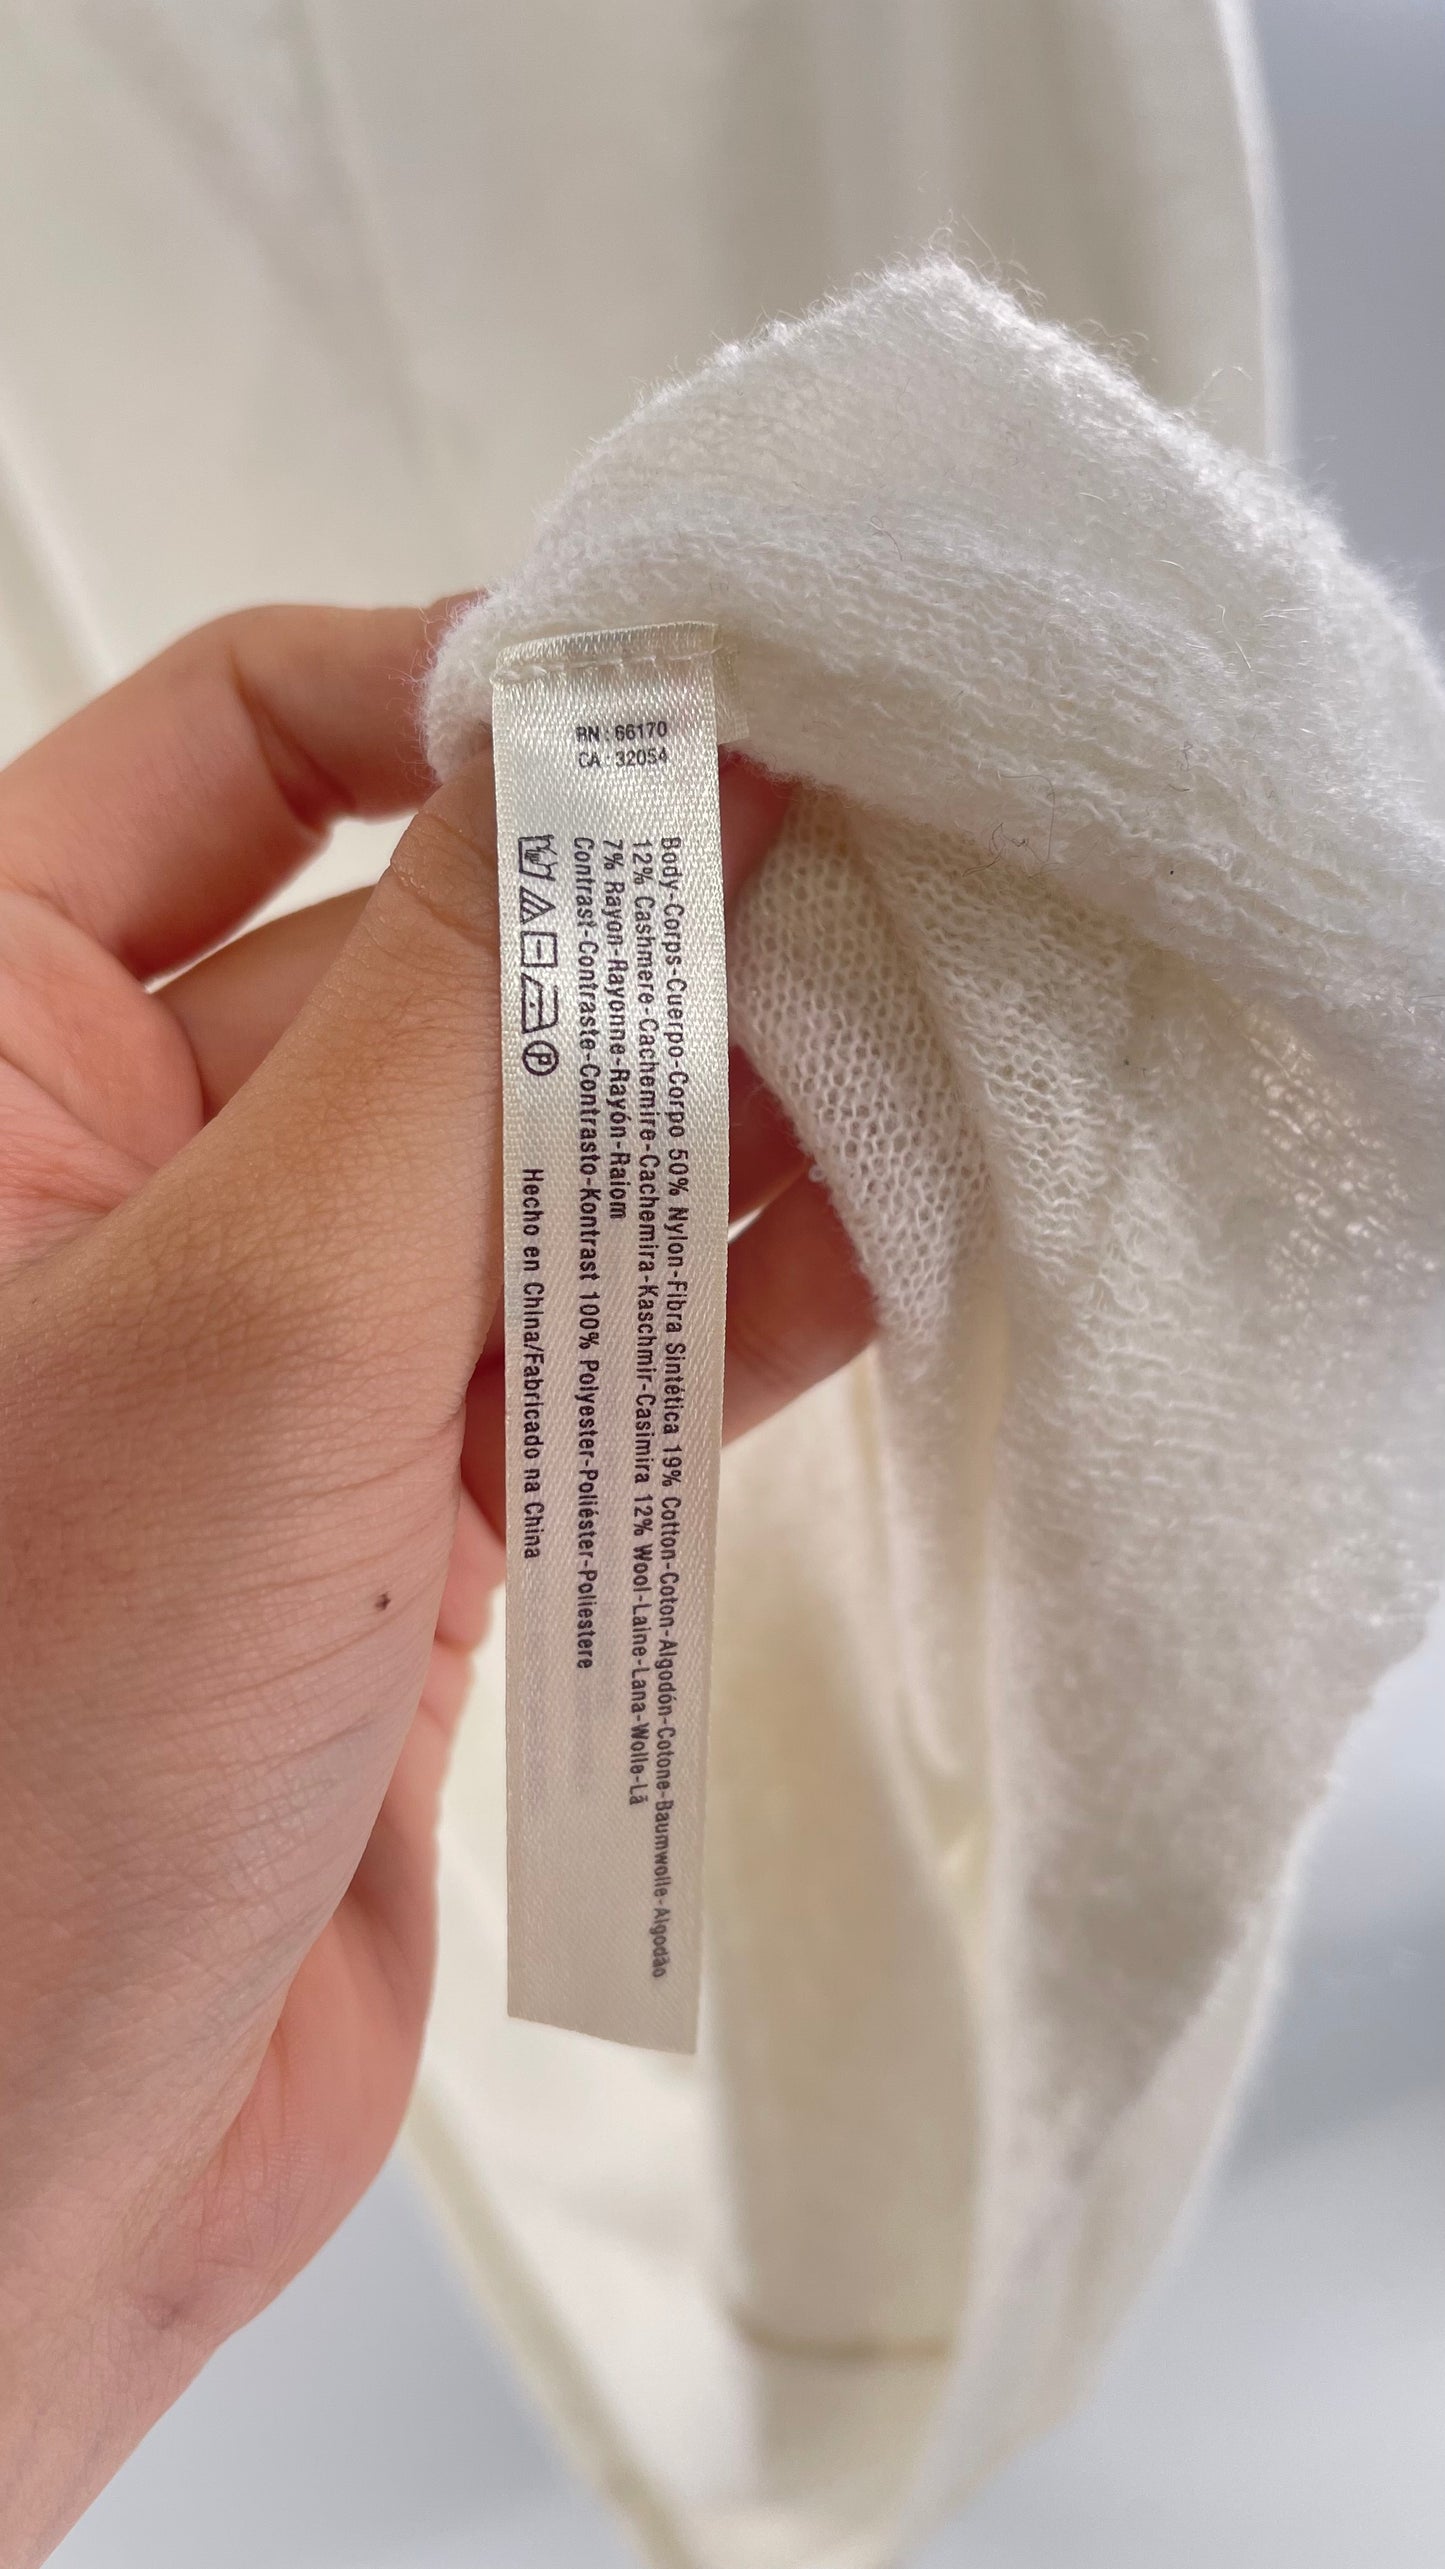 RN : 66170
CA : 32054
Body-Corps-Cuerpo-Corpo 50% Nylon-Fibra Sintética 19% Cotton-Coton-Algodón-Cotone-Baumwolle-Algodão
12% Cashmere-Cachemire-Cachemira-Kaschmir-Casimira 12% Wool-Laine-Lana-Wolle-Lã
7% Rayon-Rayonne-Rayón-Raiom
Contrast-Contraste-Contrasto-Kontrast 100% Polyester-Poliéster-Poliestere
P
Hecho en China/Fabricado na China